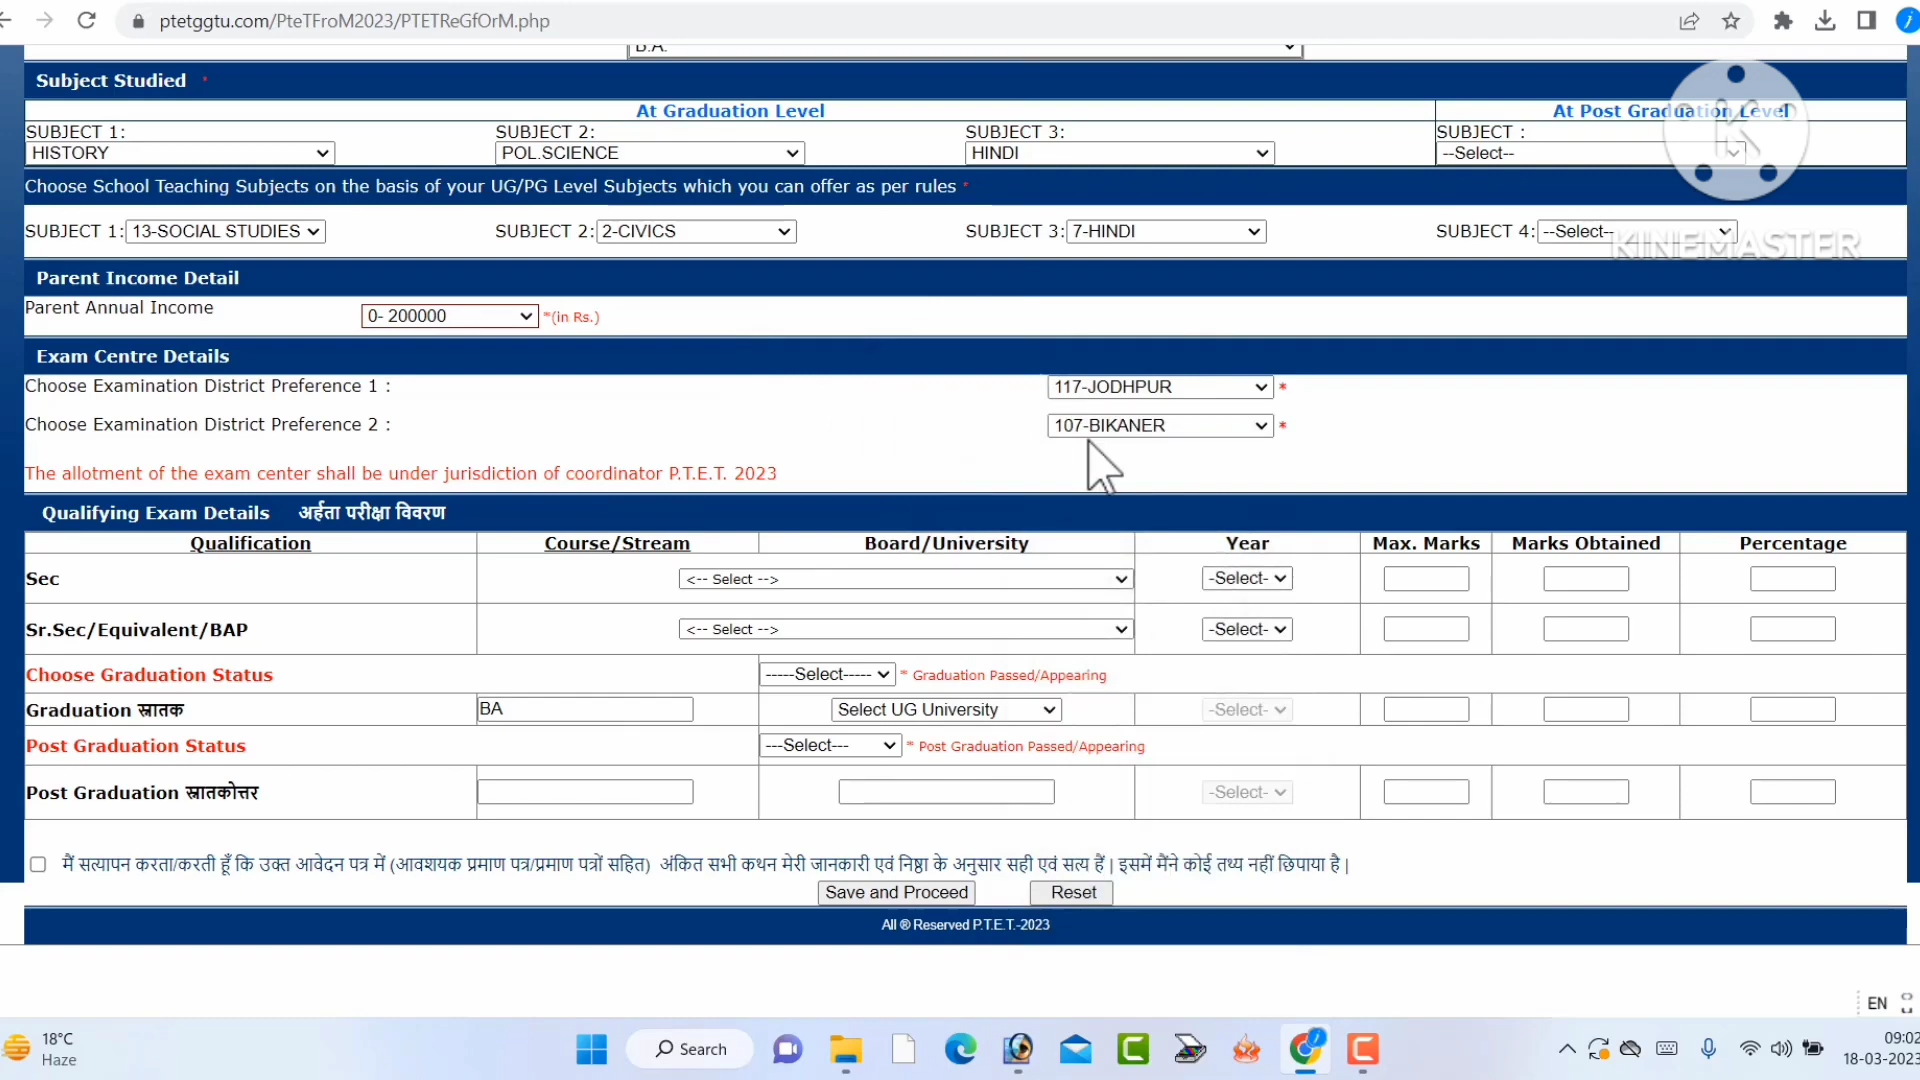 ptetggtu.com/PteTFroM2023/PTETReGfOrM.php
B.A.
Subject Studied *
At Graduation Level At Post Graduation Level
SUBJECT 1: SUBJECT 2: SUBJECT 3: SUBJECT :
HISTORY POL.SCIENCE HINDI --Select--
Choose School Teaching Subjects on the basis of your UG/PG Level Subjects which you can offer as per rules *
SUBJECT 1: 13-SOCIAL STUDIES SUBJECT 2: 2-CIVICS SUBJECT 3: 7-HINDI SUBJECT 4: --Select--
KINEMASTER
Parent Income Detail
Parent Annual Income 0- 200000 *(in Rs.)
Exam Centre Details
Choose Examination District Preference 1 : 117-JODHPUR *
Choose Examination District Preference 2 : 107-BIKANER *
The allotment of the exam center shall be under jurisdiction of coordinator P.T.E.T. 2023
Qualifying Exam Details अर्हता परीक्षा विवरण
Qualification Course/Stream Board/University Year Max. Marks Marks Obtained Percentage
Sec <-- Select --> -Select-
Sr.Sec/Equivalent/BAP <-- Select --> -Select-
Choose Graduation Status -----Select----- * Graduation Passed/Appearing
Graduation स्नातक BA Select UG University -Select-
Post Graduation Status ---Select--- * Post Graduation Passed/Appearing
Post Graduation स्नातकोत्तर -Select-
मैं सत्यापन करता/करती हूँ कि उक्त आवेदन पत्र में (आवशयक प्रमाण पत्र/प्रमाण पत्रों सहित) अंकित सभी कथन मेरी जानकारी एवं निष्ठा के अनुसार सही एवं सत्य हैं | इसमें मैंने कोई तथ्य नहीं छिपाया है |
Save and Proceed Reset
All ® Reserved P.T.E.T.-2023
EN
18°C
Haze
Search
09:02
18-03-2023